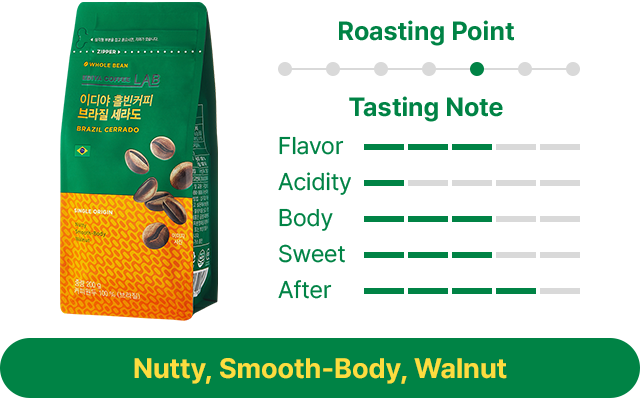 ZIPPER
WHOLE BEAN
LAB
이디야 홀빈커피
브라질 세라도
BRAZIL CERRADO
SINGLE ORIGIN
Roasting Point
Tasting Note
Flavor
Acidity
Body
Sweet
After
Nutty, Smooth-Body, Walnut